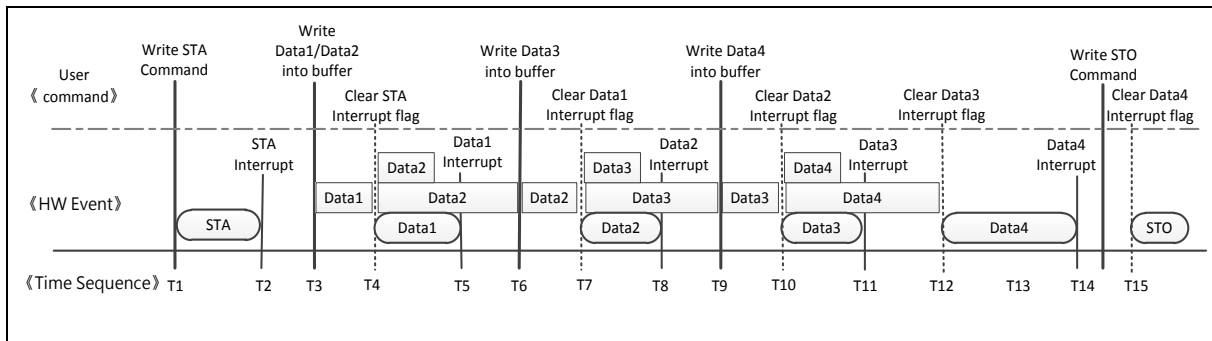 Write STA
Command
Write
Data1/Data2
into buffer
Write Data3
into buffer
Write Data4
into buffer
Write STO
Command
User
《 command》
Clear STA
Interrupt flag
Clear Data1
Interrupt flag
Clear Data2
Interrupt flag
Clear Data3
Interrupt flag
Clear Data4
Interrupt flag
STA
Interrupt
Data1
Interrupt
Data2
Interrupt
Data3
Interrupt
Data4
Interrupt
Data2
Data3
Data4
《HW Event》
Data1
Data2
Data2
Data3
Data3
Data4
STA
Data1
Data2
Data3
Data4
STO
《Time Sequence》 T1 T2 T3 T4 T5 T6 T7 T8 T9 T10 T11 T12 T13 T14 T15